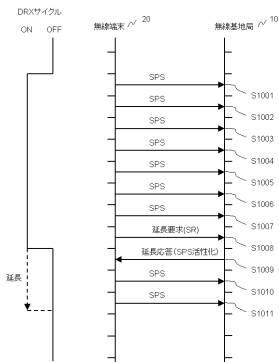 DRXサイクル
ON OFF
無線端末 20
無線基地局 10
SPS
S1001
SPS
S1002
SPS
S1003
SPS
S1004
SPS
S1005
SPS
S1006
SPS
S1007
延長要求(SR)
S1008
延長応答(SPS活性化)
S1009
延長
SPS
S1010
SPS
S1011